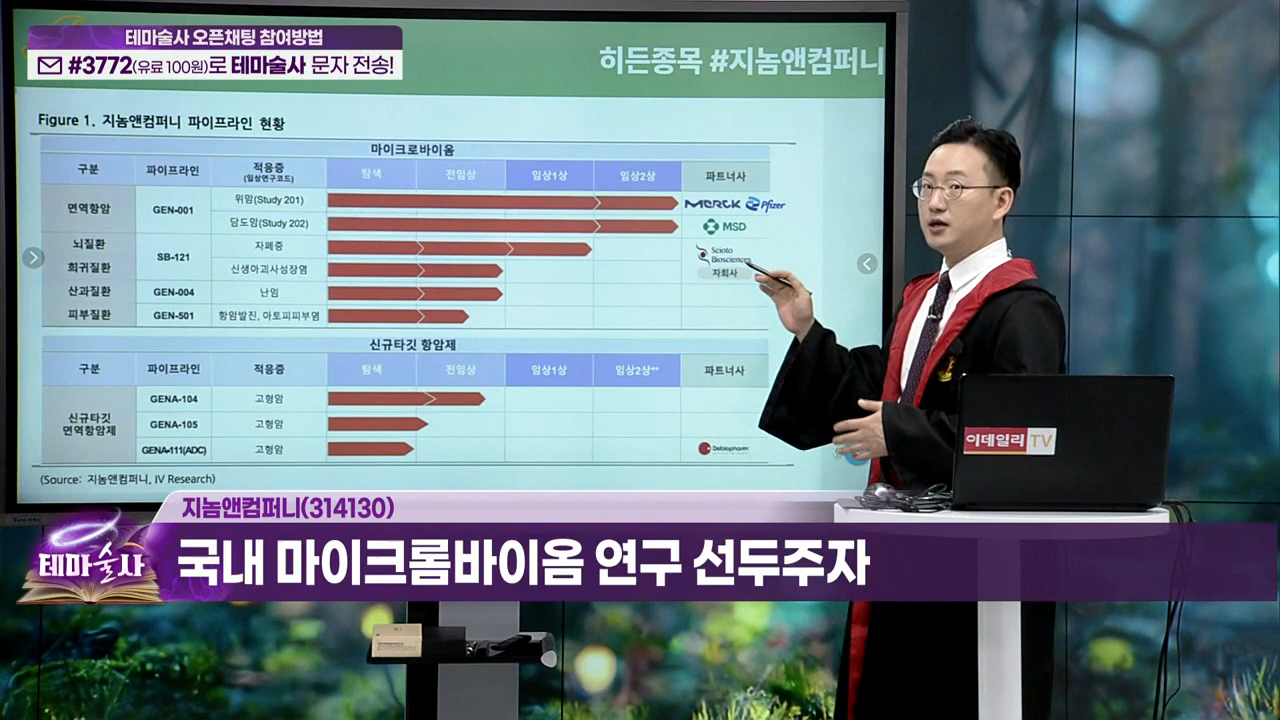 테마술사 오픈채팅 참여방법
#3772(유료 100원)로 테마술사 문자 전송!
히든종목 #지놈앤컴퍼니
Figure 1. 지놈앤컴퍼니 파이프라인 현황
마이크로바이옴
구분 파이프라인 적응증 (임상연구코드) 탐색 전임상 임상1상 임상2상 파트너사
면역항암 GEN-001 위암(Study 201) MERCK Pfizer
담도암(Study 202) MSD
뇌질환 SB-121 자폐증 Scioto Biosciences
희귀질환 신생아괴사성장염 자회사
산과질환 GEN-004 난임
피부질환 GEN-501 항암발진, 아토피피부염
신규타깃 항암제
구분 파이프라인 적응증 탐색 전임상 임상1상 임상2상** 파트너사
신규타깃 면역항암제 GENA-104 고형암
GENA-105 고형암
GENA-111(ADC) 고형암 Debiopharm
(Source: 지놈앤컴퍼니, IV Research)
이데일리TV
지놈앤컴퍼니(314130)
테마술사
국내 마이크롬바이옴 연구 선두주자